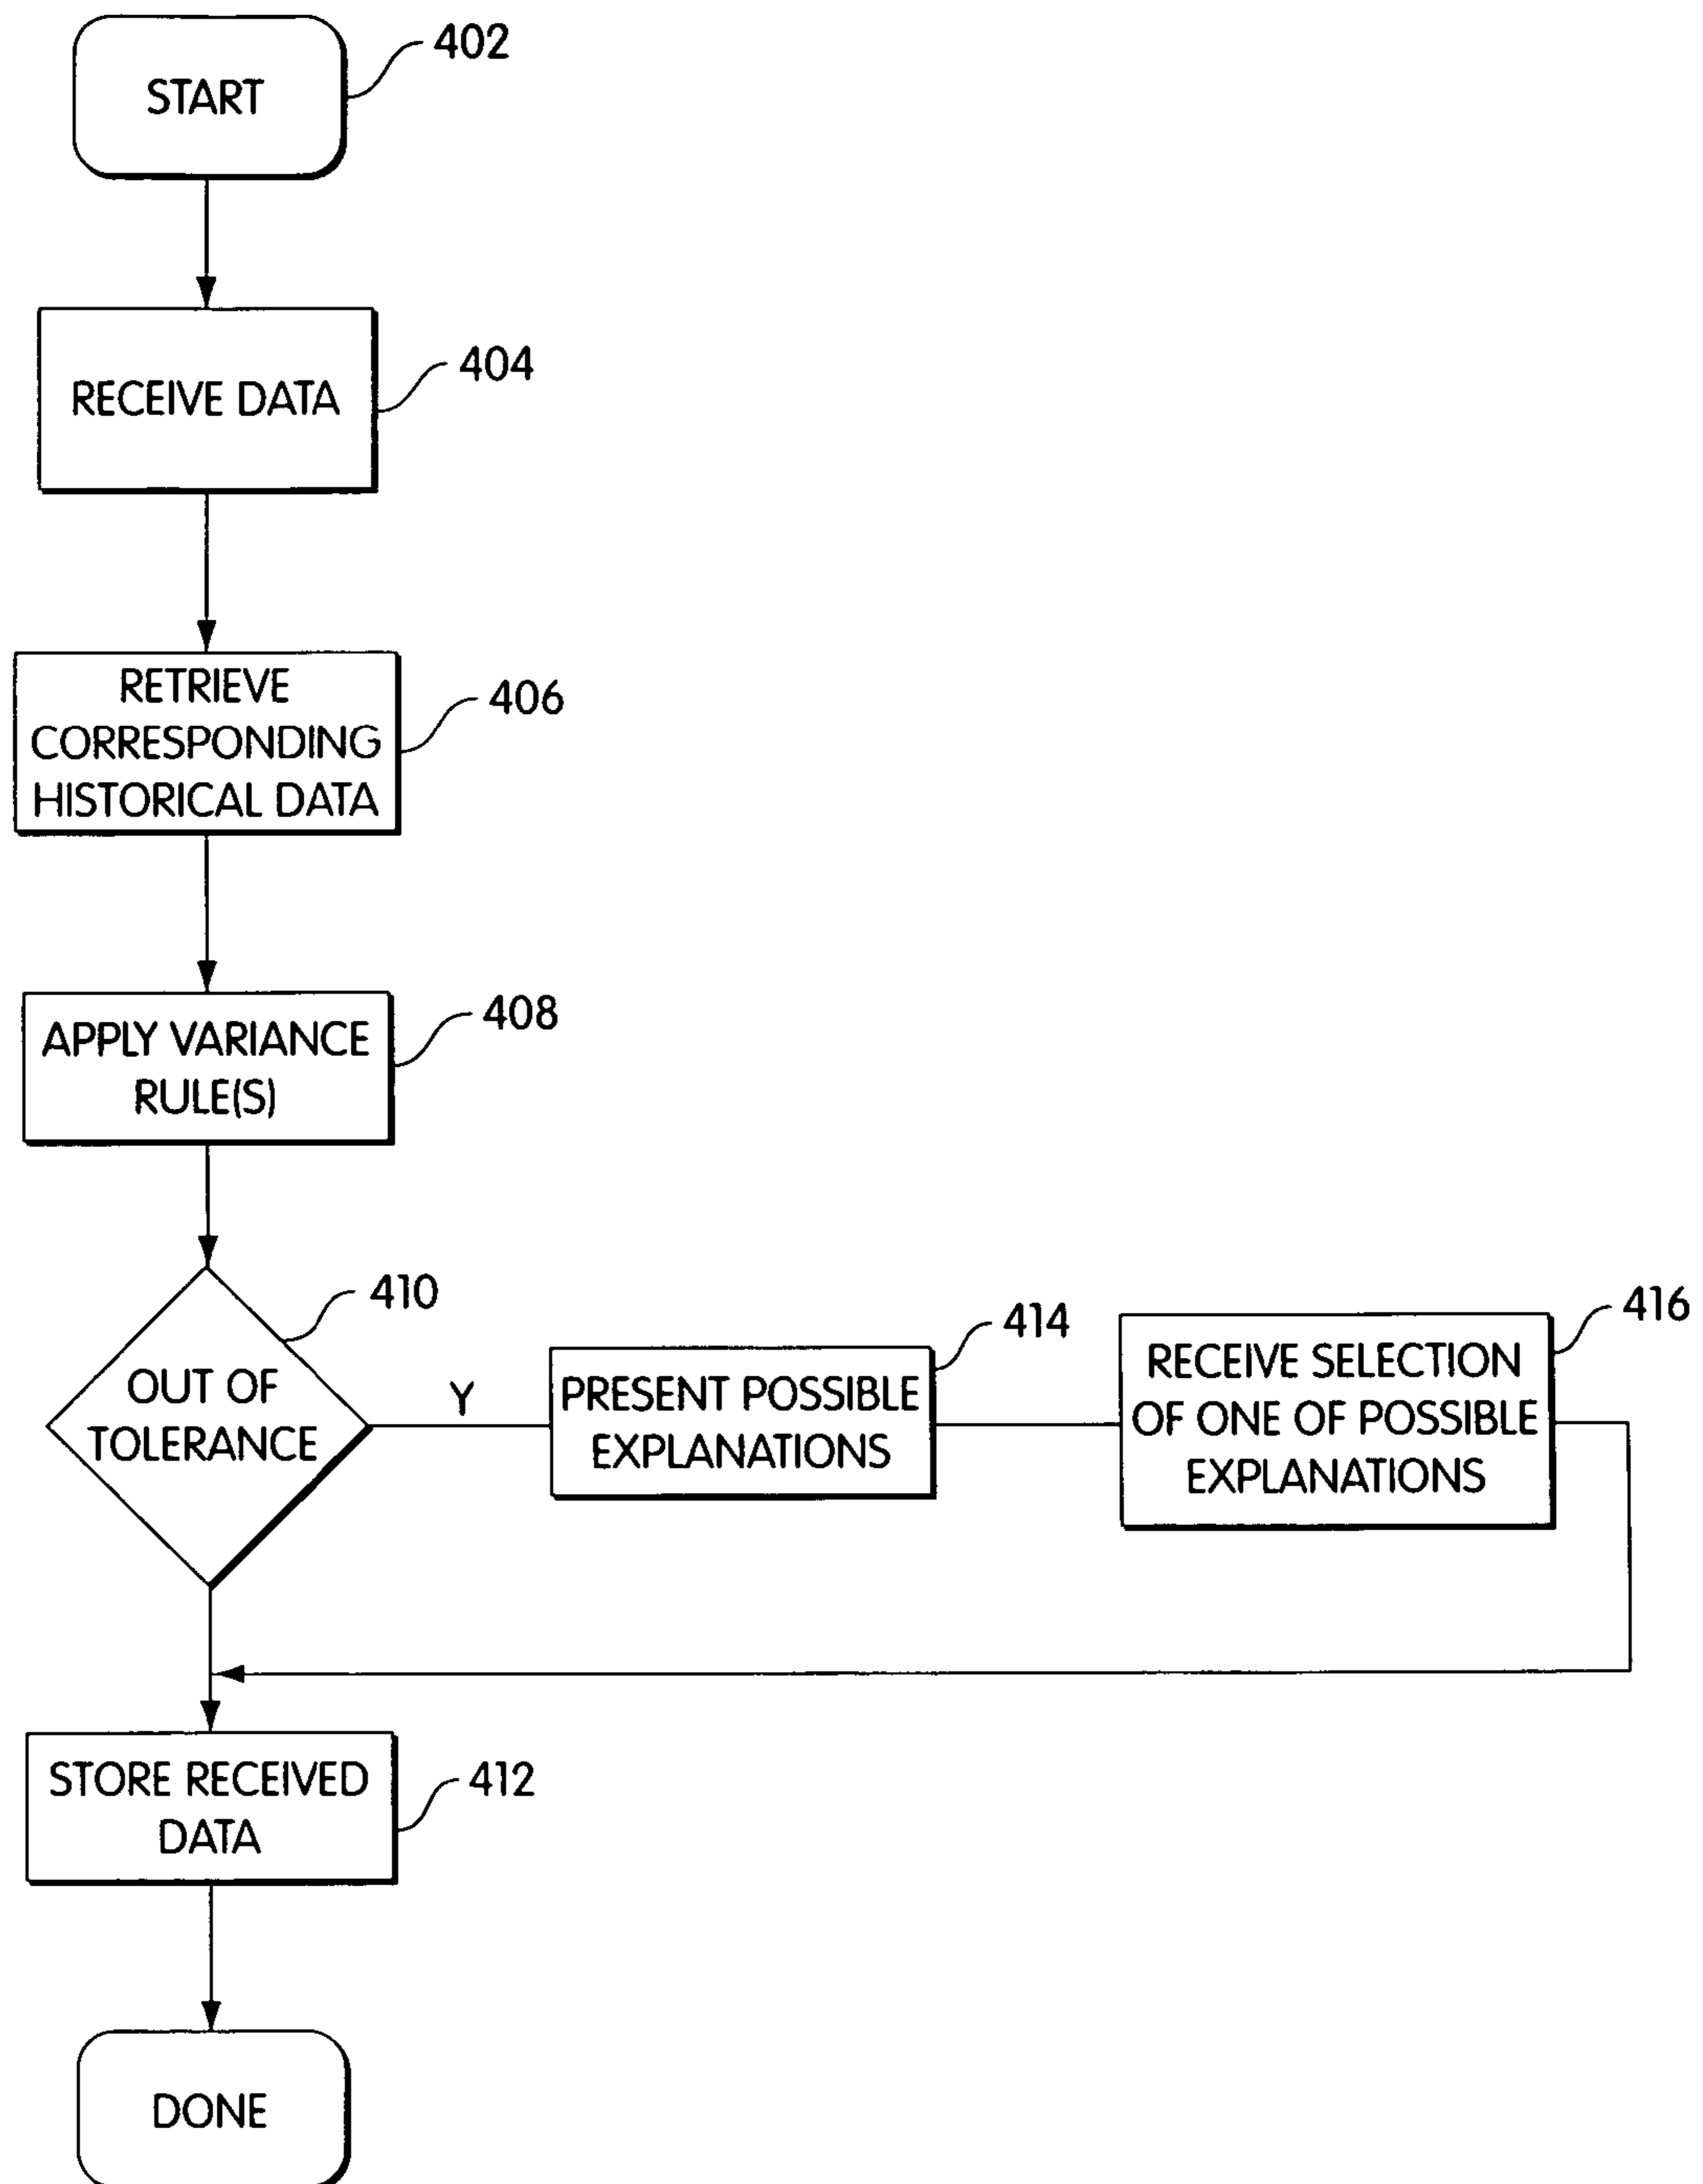 START
402
RECEIVE DATA
404
RETRIEVE
CORRESPONDING
HISTORICAL DATA
406
APPLY VARIANCE
RULE(S)
408
OUT OF
TOLERANCE
410
Y
PRESENT POSSIBLE
EXPLANATIONS
414
RECEIVE SELECTION
OF ONE OF POSSIBLE
EXPLANATIONS
416
STORE RECEIVED
DATA
412
DONE